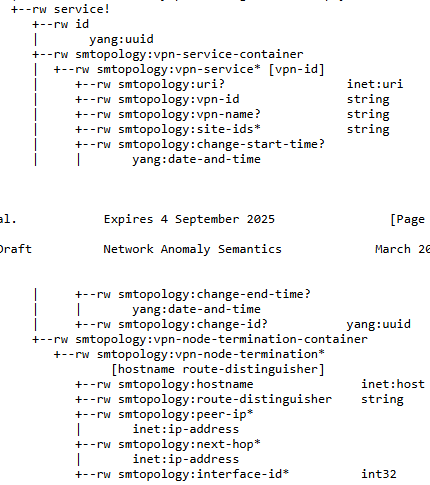 +--rw service!
   +--rw id
   |       yang:uuid
   +--rw smtopology:vpn-service-container
   |  +--rw smtopology:vpn-service* [vpn-id]
   |     +--rw smtopology:uri?                 inet:uri
   |     +--rw smtopology:vpn-id               string
   |     +--rw smtopology:vpn-name?            string
   |     +--rw smtopology:site-ids*            string
   |     +--rw smtopology:change-start-time?
   |     |       yang:date-and-time
al.            Expires 4 September 2025                [Page
Draft          Network Anomaly Semantics             March 20
   |     +--rw smtopology:change-end-time?
   |     |       yang:date-and-time
   |     +--rw smtopology:change-id?           yang:uuid
   +--rw smtopology:vpn-node-termination-container
      +--rw smtopology:vpn-node-termination*
              [hostname route-distinguisher]
         +--rw smtopology:hostname               inet:host
         +--rw smtopology:route-distinguisher    string
         +--rw smtopology:peer-ip*
         |       inet:ip-address
         +--rw smtopology:next-hop*
         |       inet:ip-address
         +--rw smtopology:interface-id*          int32